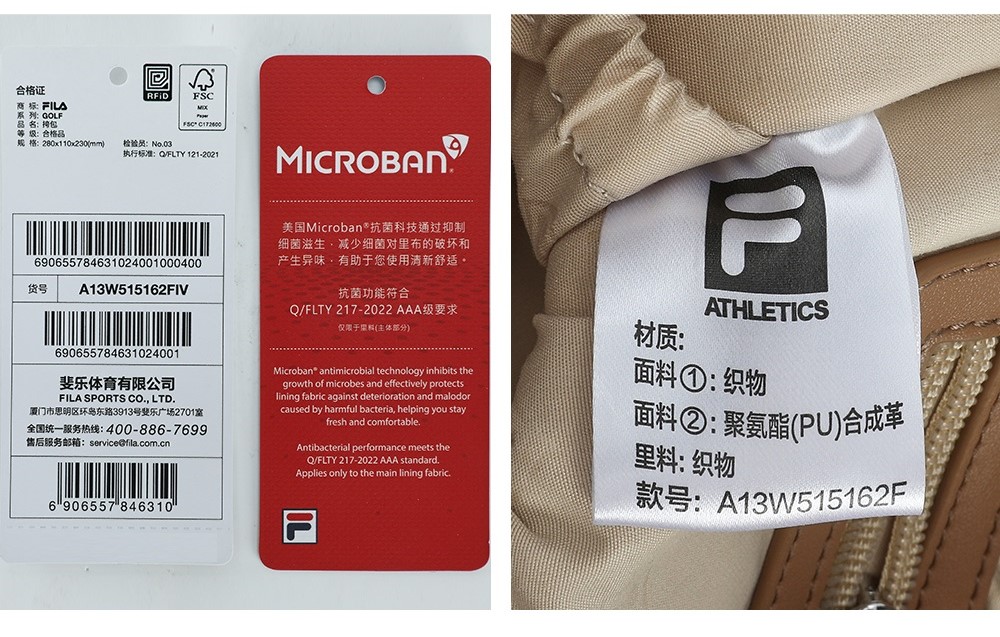 合格证
商 标: FILA
系 列: GOLF
品 名: 挎包
等 级: 合格品
规 格: 280x110x230(mm)
检验员: No.03
执行标准: Q/FLTY 121-2021
RFiD
FSC
MIX
Paper
FSC® C172600
690655784631024001000400
货号 A13W515162FIV
690655784631024001
斐乐体育有限公司
FILA SPORTS CO., LTD.
厦门市思明区环岛东路3913号斐乐广场2701室
全国统一服务热线: 400-886-7699
售后服务邮箱: service@fila.com.cn
6 906557 846310
MICROBAN®
美国Microban®抗菌科技通过抑制
细菌滋生，减少细菌对里布的破坏和
产生异味，有助于您使用清新舒适。
抗菌功能符合
Q/FLTY 217-2022 AAA级要求
仅限于里料(主体部分)
Microban® antimicrobial technology inhibits the
growth of microbes and effectively protects
lining fabric against deterioration and malodor
caused by harmful bacteria, helping you stay
fresh and comfortable.
Antibacterial performance meets the
Q/FLTY 217-2022 AAA standard.
Applies only to the main lining fabric.
F
F
ATHLETICS
材质:
面料①: 织物
面料②: 聚氨酯(PU)合成革
里料: 织物
款号: A13W515162F